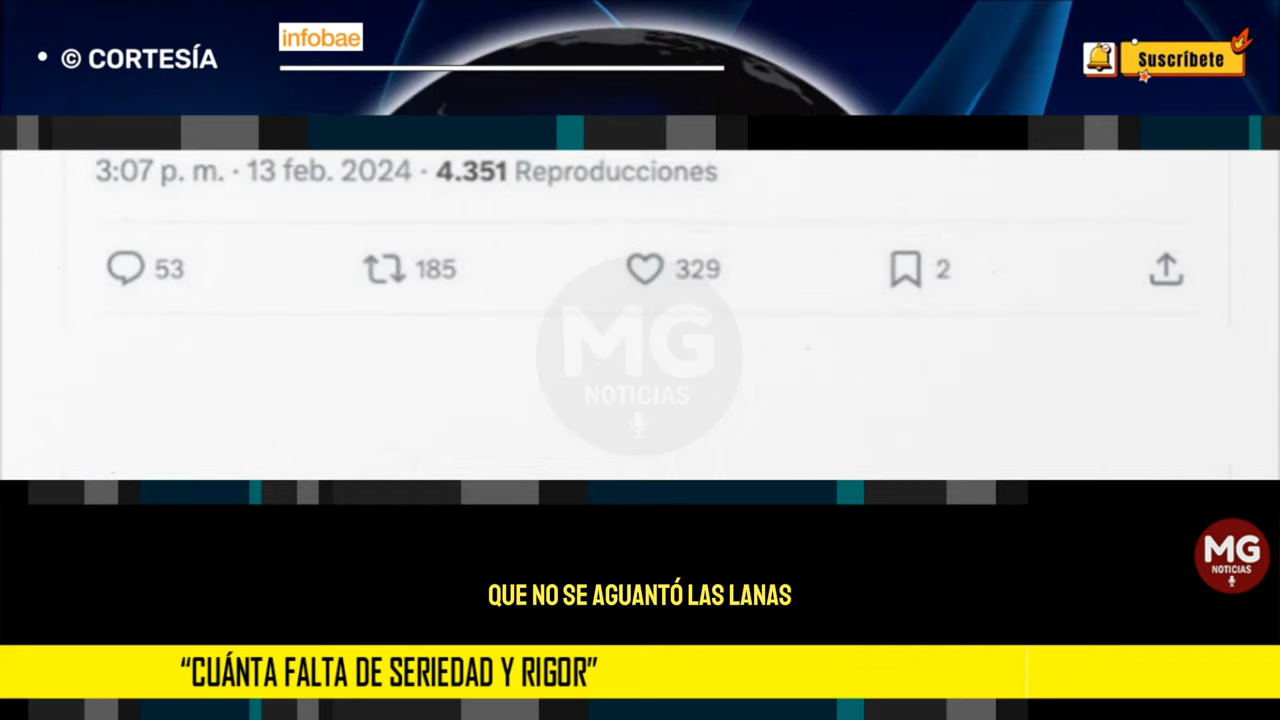 • © CORTESÍA
infobae
Suscríbete
3:07 p. m. · 13 feb. 2024 · 4.351 Reproducciones
53 185 329 2
MG
NOTICIAS
MG
NOTICIAS
QUE NO SE AGUANTÓ LAS LANAS
“CUÁNTA FALTA DE SERIEDAD Y RIGOR”